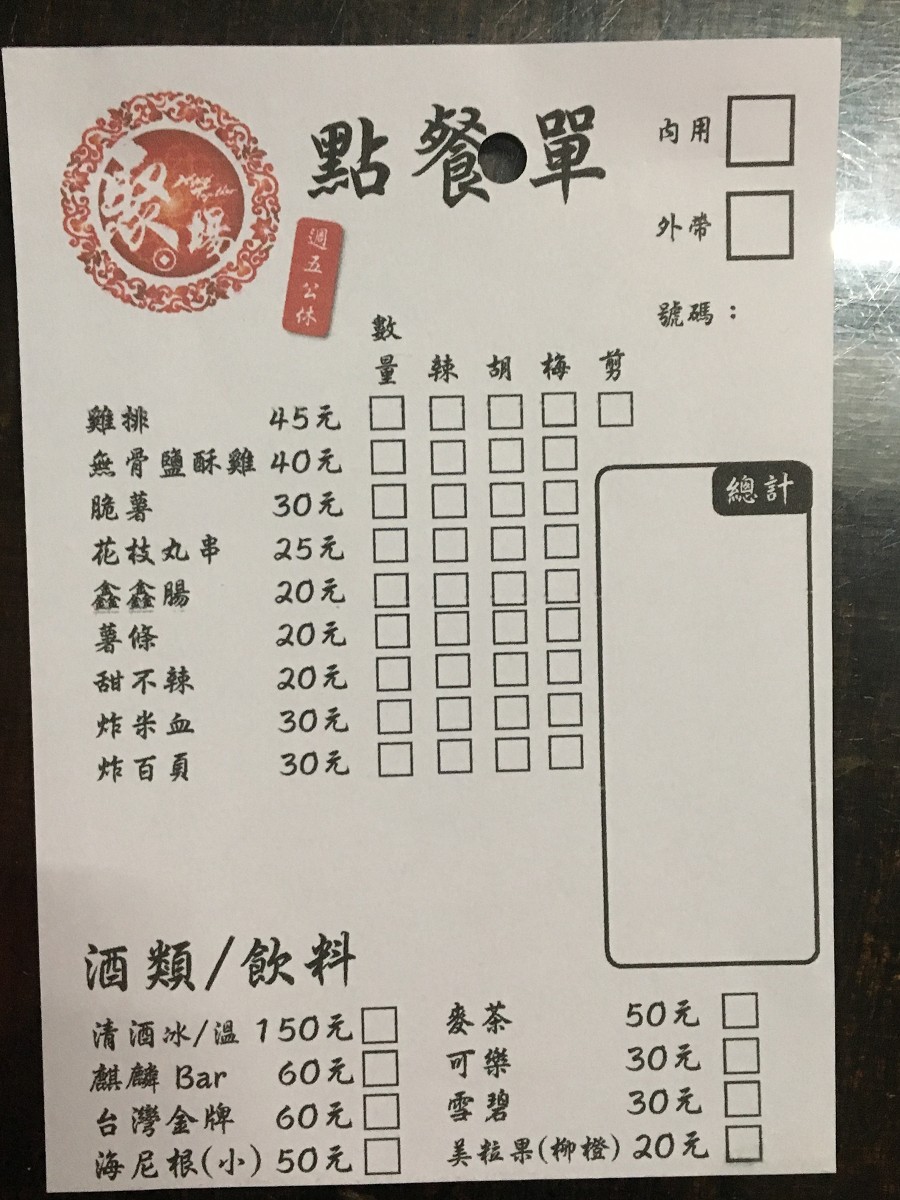 聚場
點餐單
內用
外帶
週五公休
號碼：
數量 辣 胡 梅 剪
雞排 45元
無骨鹽酥雞 40元
脆薯 30元
花枝丸串 25元
鑫鑫腸 20元
薯條 20元
甜不辣 20元
炸米血 30元
炸百頁 30元
總計
酒類/飲料
清酒冰/溫 150元
麒麟 Bar 60元
台灣金牌 60元
海尼根(小) 50元
麥茶 50元
可樂 30元
雪碧 30元
美粒果(柳橙) 20元